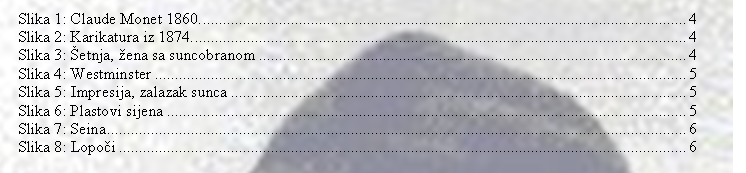 Slika 1: Claude Monet 1860. 4
Slika 2: Karikatura iz 1874. 4
Slika 3: Šetnja, žena sa suncobranom 4
Slika 4: Westminster 5
Slika 5: Impresija, zalazak sunca 5
Slika 6: Plastovi sijena 5
Slika 7: Seina 6
Slika 8: Lopoči 6